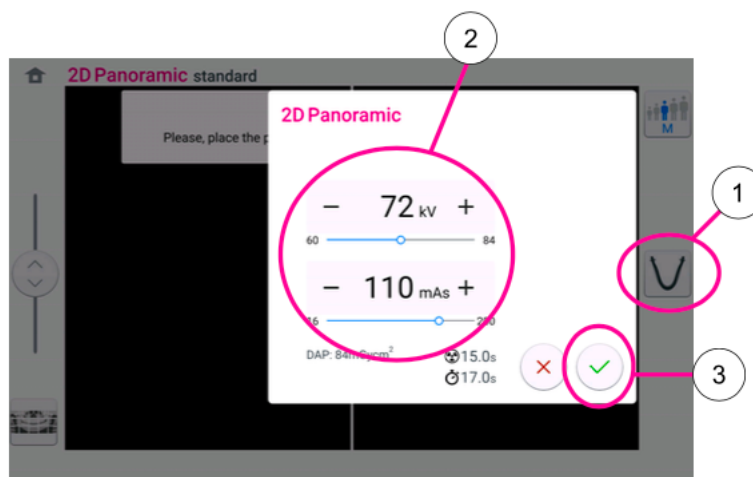 2
2D Panoramic standard
2D Panoramic
Please, place the p
M
1
− 72 kV +
60 84
− 110 mAs +
16 200
DAP: 84mGycm²
15.0s
17.0s
3